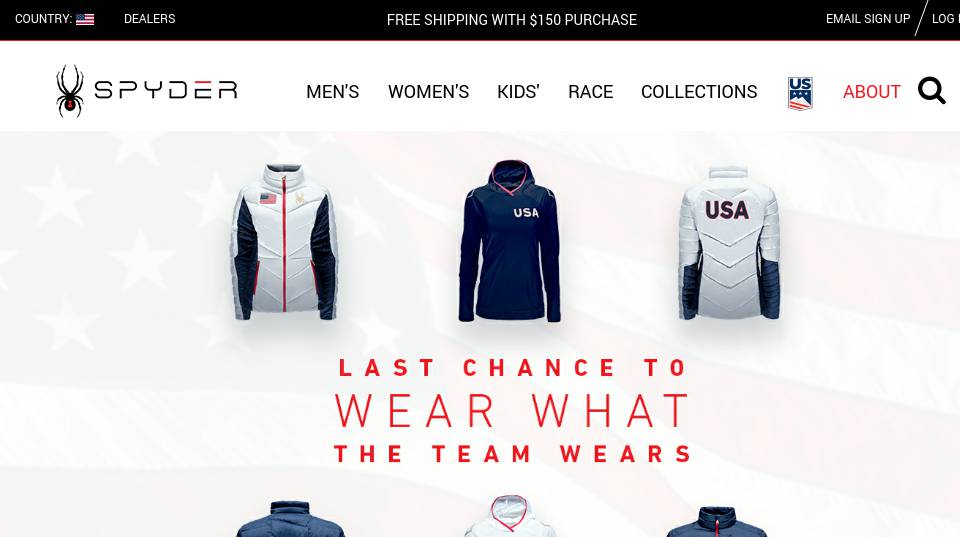 COUNTRY:
DEALERS
FREE SHIPPING WITH $150 PURCHASE
EMAIL SIGN UP
LOG
SPYDER
MEN'S
WOMEN'S
KIDS'
RACE
COLLECTIONS
US
ABOUT
USA
USA
LAST CHANCE TO
WEAR WHAT
THE TEAM WEARS